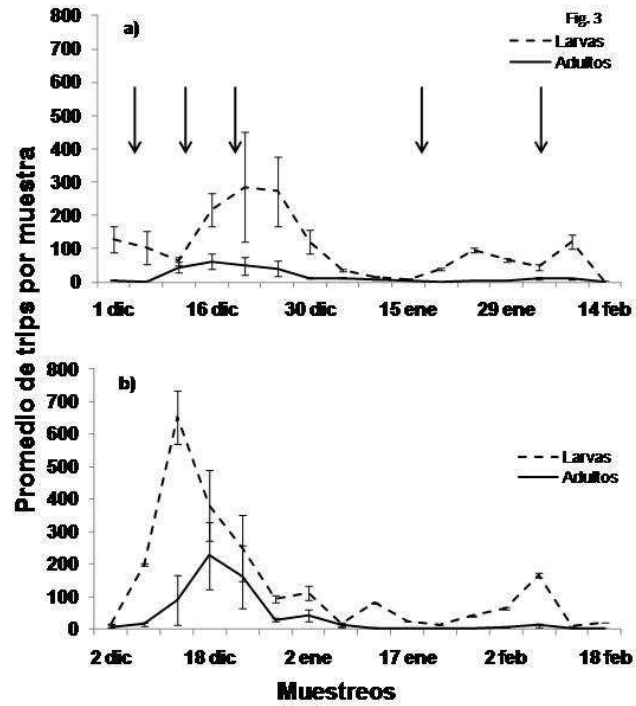 Fig. 3
a)
Larvas
Adultos
800
700
600
500
400
300
200
100
0
1 dic 16 dic 30 dic 15 ene 29 ene 14 feb
Promedio de trips por muestra
b)
Larvas
Adultos
800
700
600
500
400
300
200
100
0
2 dic 18 dic 2 ene 17 ene 2 feb 18 feb
Muestreos